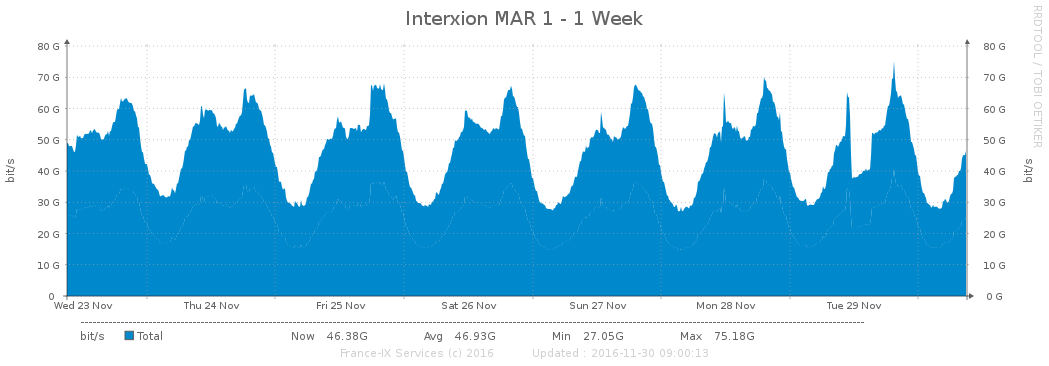 Interxion MAR 1 - 1 Week
RRDTOOL / TOBI OETIKER
80 G 80 G
70 G 70 G
60 G 60 G
50 G 50 G
40 G 40 G
30 G 30 G
20 G 20 G
10 G 10 G
0 0 G
bit/s bit/s
Wed 23 Nov Thu 24 Nov Fri 25 Nov Sat 26 Nov Sun 27 Nov Mon 28 Nov Tue 29 Nov
bit/s Total Now 46.38G Avg 46.93G Min 27.05G Max 75.18G
France-IX Services (c) 2016 Updated : 2016-11-30 09:00:13